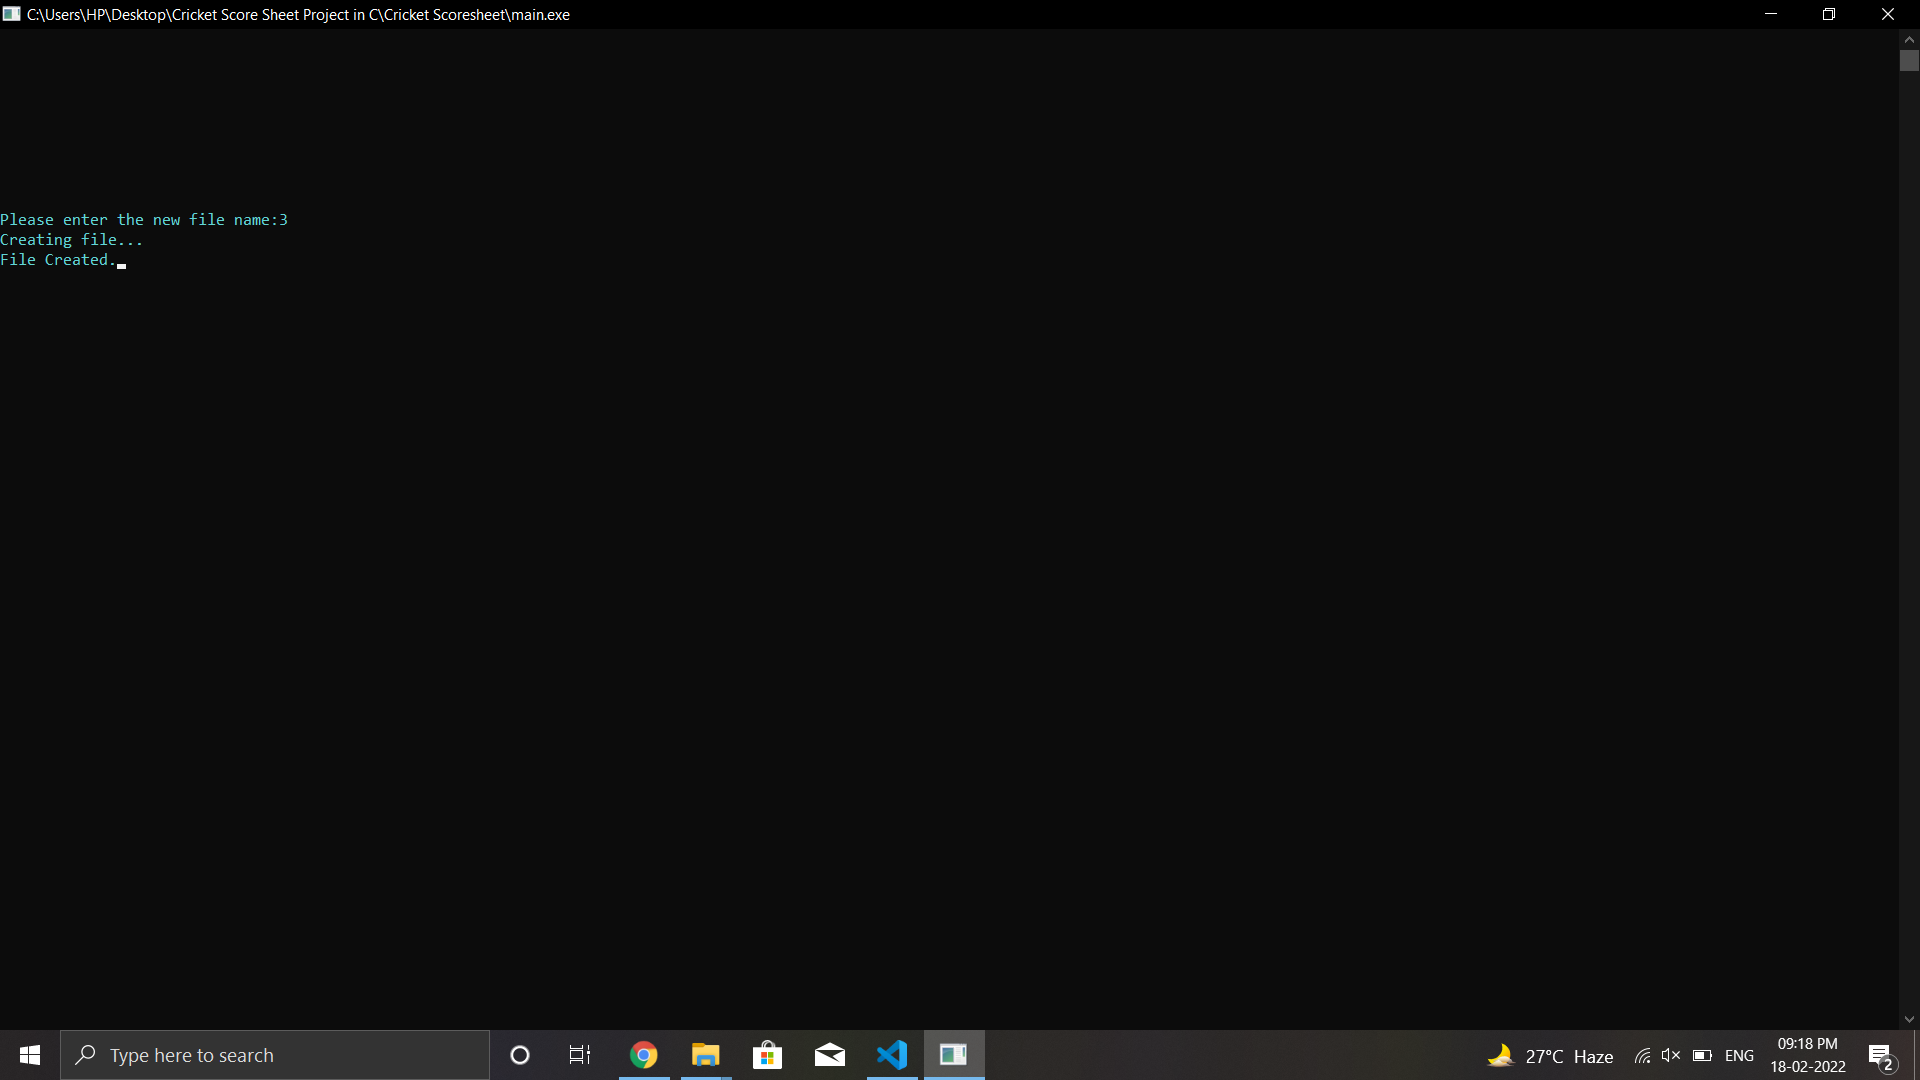 C:\Users\HP\Desktop\Cricket Score Sheet Project in C\Cricket Scoresheet\main.exe
Please enter the new file name:3
Creating file...
File Created.
Type here to search
27°C Haze
ENG
09:18 PM
18-02-2022
2